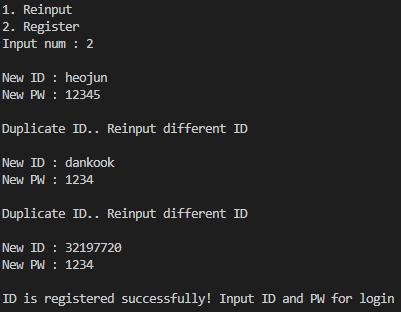 1. Reinput
2. Register
Input num : 2
New ID : heojun
New PW : 12345
Duplicate ID.. Reinput different ID
New ID : dankook
New PW : 1234
Duplicate ID.. Reinput different ID
New ID : 32197720
New PW : 1234
ID is registered successfully! Input ID and PW for login